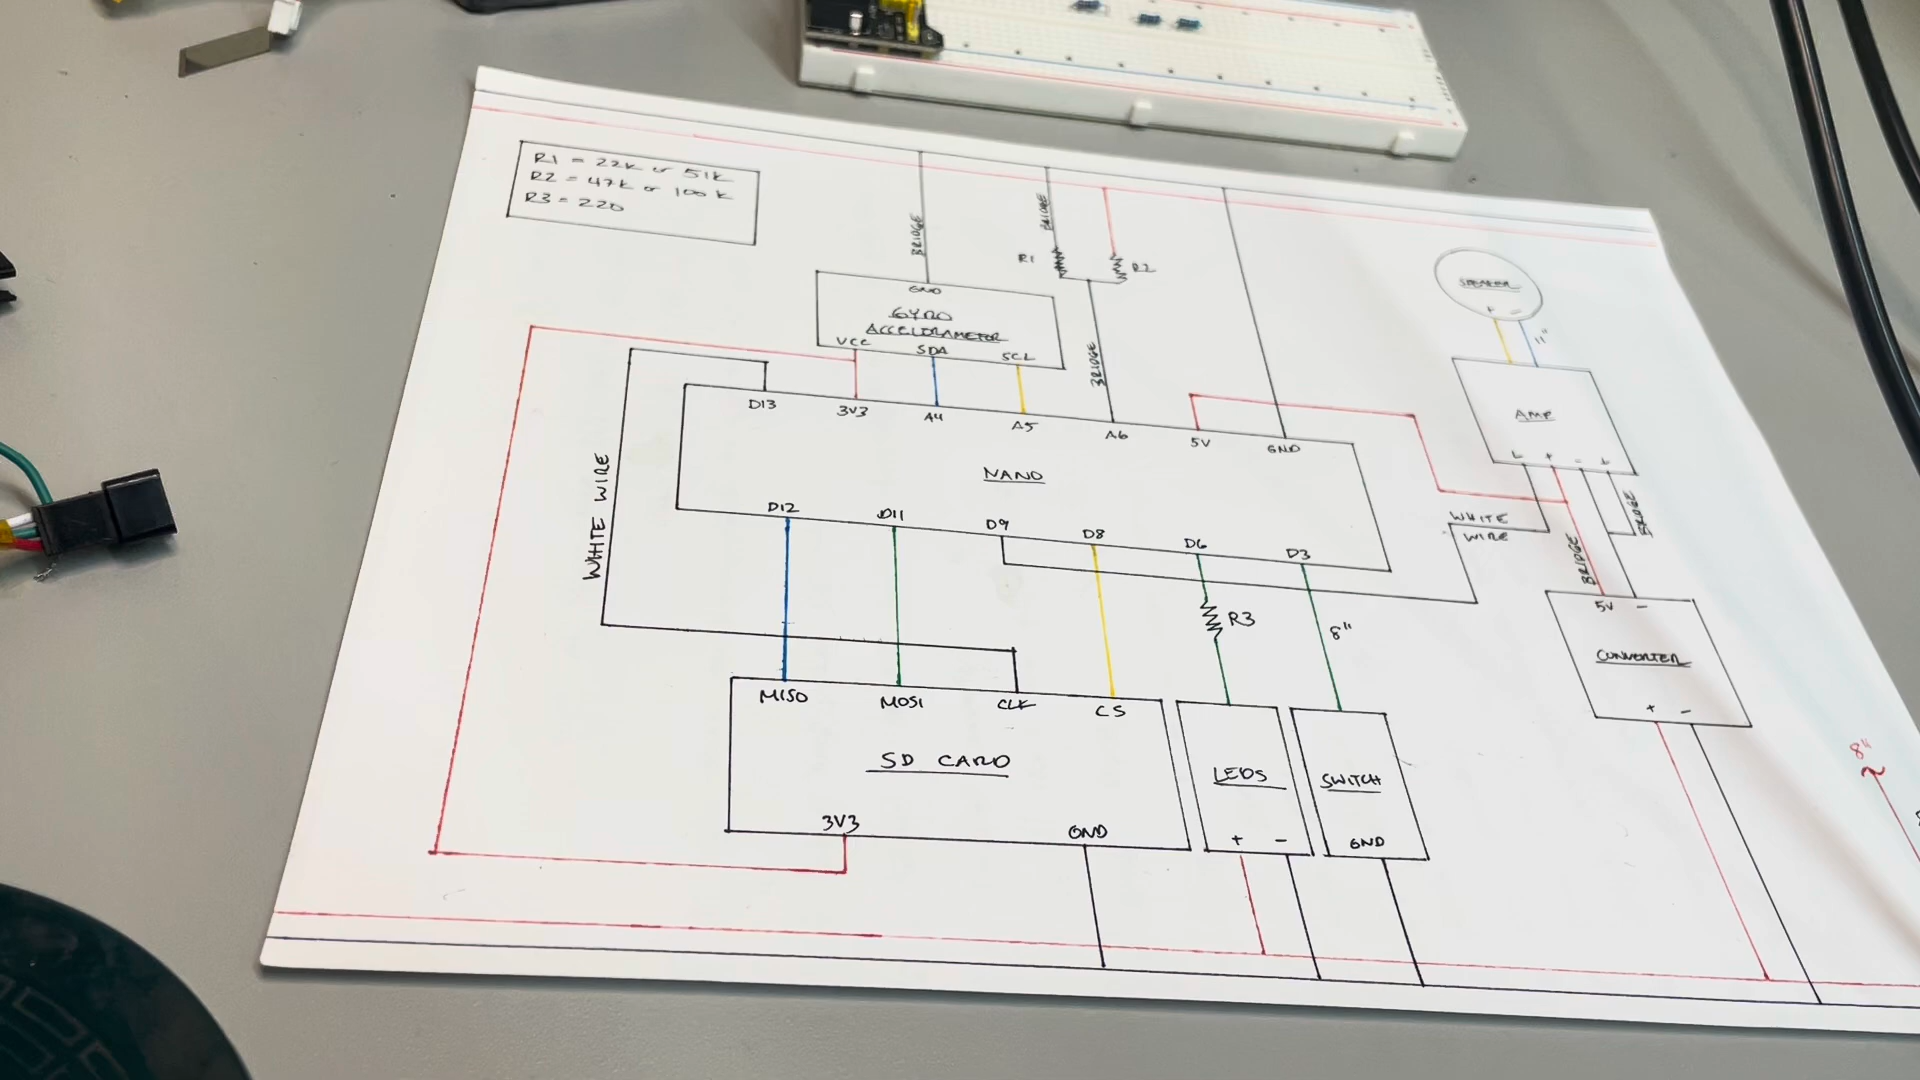 R1 = 22K or 51K
R2 = 47K or 100K
R3 = 220
BRIDGE
BRIDGE
R1
R2
GND
GYRO
ACCELERAMETER
VCC
SDA
SCL
BRIDGE
SPEAKER
+ -
11"
AMP
L + - L
D13
3V3
A4
A5
A6
5V
GND
NANO
D12
D11
D9
D8
D6
D3
WHITE WIRE
WHITE
WIRE
BRIDGE
BRIDGE
R3
8"
5V -
CONVERTER
+ -
MISO
MOSI
CLK
CS
SD CARD
3V3
GND
LEDS
+ -
SWITCH
GND
8"